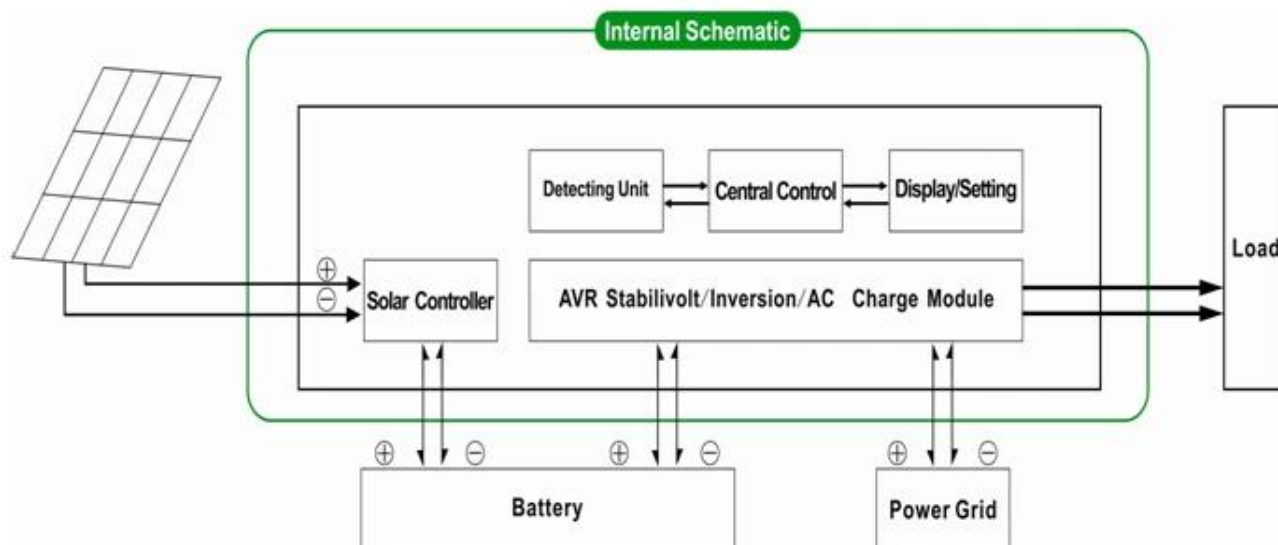 Internal Schematic
Detecting Unit
Central Control
Display/Setting
Load
⊕
⊖
Solar Controller
AVR Stabilivolt/Inversion/AC Charge Module
⊕ ⊖ ⊕ ⊖ ⊕ ⊖
Battery
Power Grid